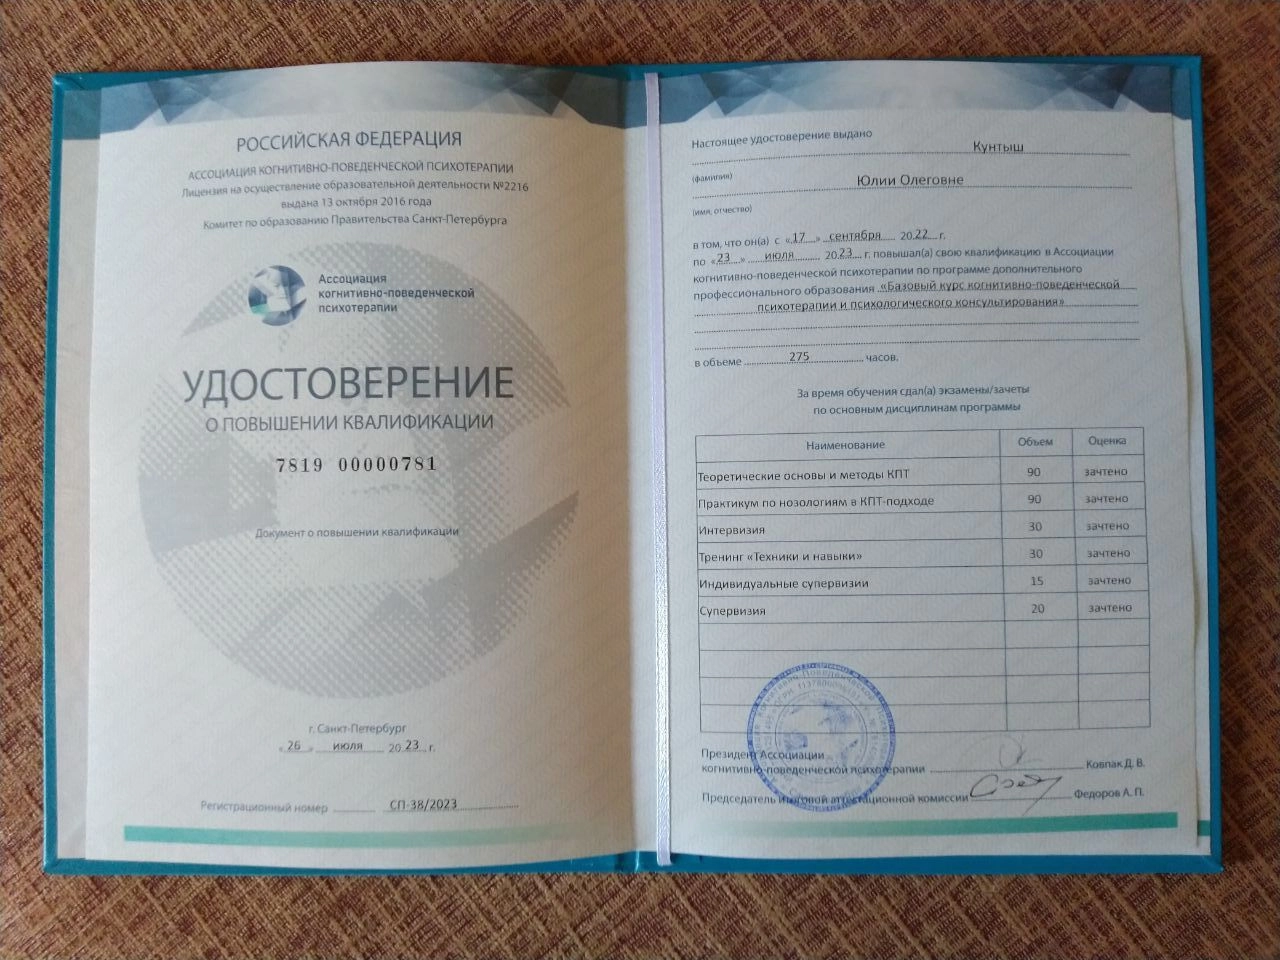 РОССИЙСКАЯ ФЕДЕРАЦИЯ
АССОЦИАЦИЯ КОГНИТИВНО-ПОВЕДЕНЧЕСКОЙ ПСИХОТЕРАПИИ
Лицензия на осуществление образовательной деятельности №2216
выдана 13 октября 2016 года
Комитет по образованию Правительства Санкт-Петербурга
Ассоциация
когнитивно-поведенческой
психотерапии
УДОСТОВЕРЕНИЕ
О ПОВЫШЕНИИ КВАЛИФИКАЦИИ
7819 00000781
Документ о повышении квалификации
г. Санкт-Петербург
« 26 » июля 20 23 г.
Регистрационный номер СП-38/2023
Настоящее удостоверение выдано
Кунтыш
(фамилия)
Юлии Олеговне
(имя, отчество)
в том, что он(а) с «17» сентября 20 22 г.
по «23» июля 20 23 г. повышал(а) свою квалификацию в Ассоциации
когнитивно-поведенческой психотерапии по программе дополнительного
профессионального образования «Базовый курс когнитивно-поведенческой
психотерапии и психологического консультирования»
в объеме 275 часов.
За время обучения сдал(а) экзамены/зачеты
по основным дисциплинам программы
Наименование Объем Оценка
Теоретические основы и методы КПТ 90 зачтено
Практикум по нозологиям в КПТ-подходе 90 зачтено
Интервизия 30 зачтено
Тренинг «Техники и навыки» 30 зачтено
Индивидуальные супервизии 15 зачтено
Супервизия 20 зачтено
Президент Ассоциации
когнитивно-поведенческой психотерапии Ковпак Д. В.
Председатель Итоговой аттестационной комиссии Федоров А. П.